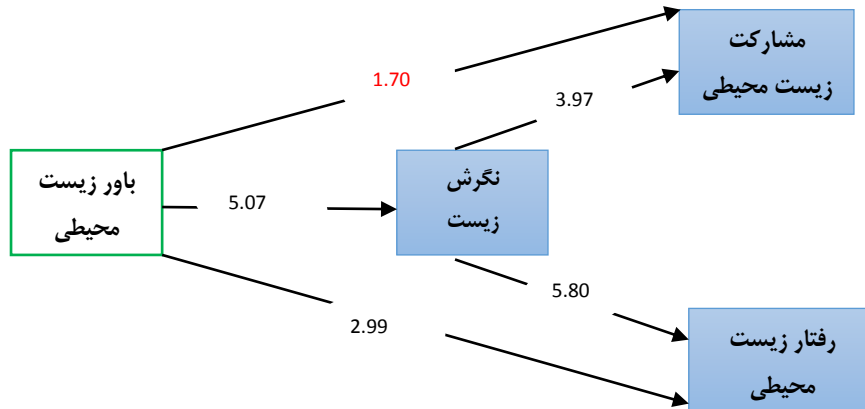 مشارکت
زیست محیطی
1.70
3.97
باور زیست
محیطی
5.07
نگرش
زیست
5.80
2.99
رفتار زیست
محیطی